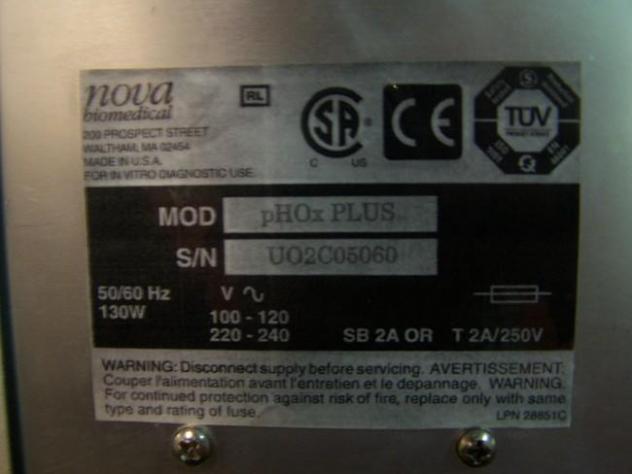 nova
biomedical
200 PROSPECT STREET
WALTHAM, MA 02454
MADE IN U.S.A.
FOR IN VITRO DIAGNOSTIC USE.
RL
SA ®
C US
CE
TUV
MOD pHOx PLUS
S/N UO2C05060
50/60 Hz
130W
V
100 - 120
220 - 240
SB 2A OR T 2A/250V
WARNING: Disconnect supply before servicing. AVERTISSEMENT:
Couper l'alimentation avant l'entretien et le depannage. WARNING.
For continued protection against risk of fire, replace only with same
type and rating of fuse.
LPN 28851C